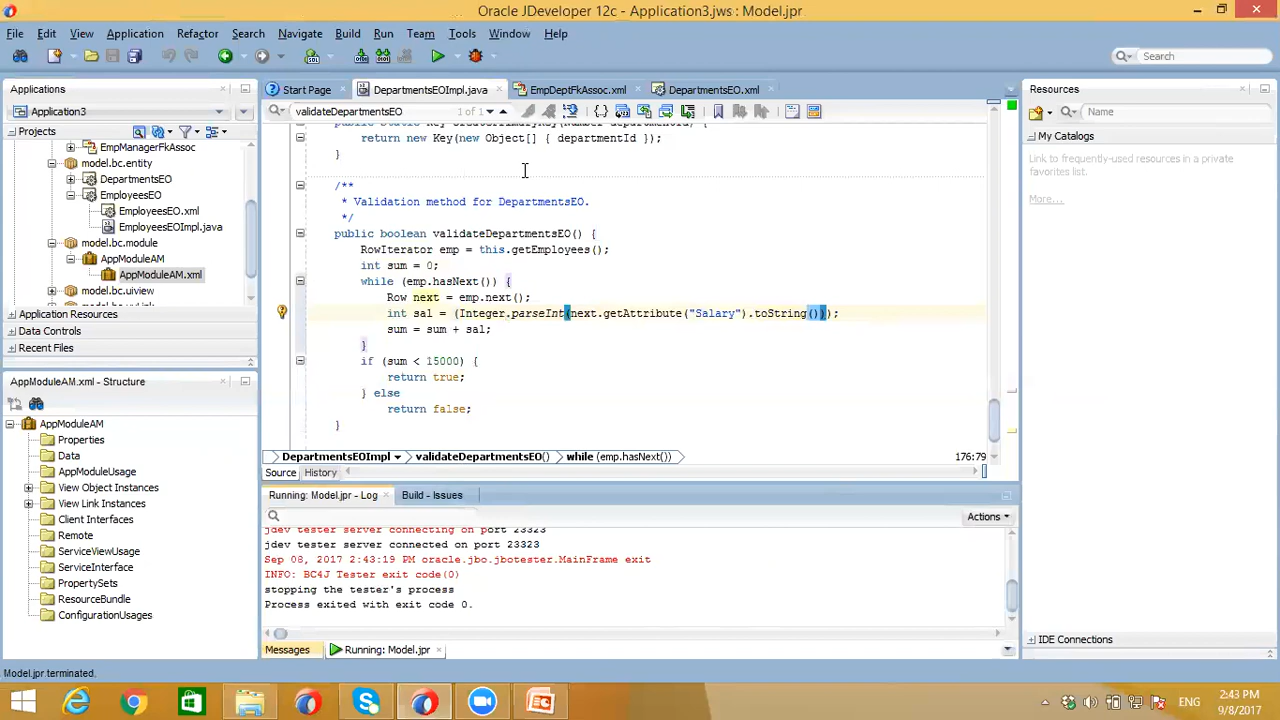 Oracle JDeveloper 12c - Application3.jws : Model.jpr
File Edit View Application Refactor Search Navigate Build Run Team Tools Window Help
Search
Applications
Application3
Projects
EmpManagerFkAssoc
model.bc.entity
DepartmentsEO
EmployeesEO
EmployeesEO.xml
EmployeesEOImpl.java
model.bc.module
AppModuleAM
AppModuleAM.xml
model.bc.uiview
Application Resources
Data Controls
Recent Files
AppModuleAM.xml - Structure
AppModuleAM
Properties
Data
AppModuleUsage
View Object Instances
View Link Instances
Client Interfaces
Remote
ServiceViewUsage
ServiceInterface
PropertySets
ResourceBundle
ConfigurationUsages
Start Page DepartmentsEOImpl.java EmpDeptFkAssoc.xml DepartmentsEO.xml
validateDepartmentsEO 1 of 1
return new Key(new Object[] { departmentId });
}
/**
* Validation method for DepartmentsEO.
*/
public boolean validateDepartmentsEO() {
RowIterator emp = this.getEmployees();
int sum = 0;
while (emp.hasNext()) {
Row next = emp.next();
int sal = (Integer.parseInt(next.getAttribute("Salary").toString()));
sum = sum + sal;
}
if (sum < 15000) {
return true;
} else
return false;
}
DepartmentsEOImpl validateDepartmentsEO() while (emp.hasNext()) 176:79
Source History
Running: Model.jpr - Log Build - Issues
Actions
jdev tester server connecting on port 23323
jdev tester server connected on port 23323
Sep 08, 2017 2:43:19 PM oracle.jbo.jbotester.MainFrame exit
INFO: BC4J Tester exit code(0)
stopping the tester's process
Process exited with exit code 0.
Messages Running: Model.jpr
Resources
Name
My Catalogs
Link to frequently-used resources in a private
favorites list.
More...
IDE Connections
Model.jpr terminated.
ENG
2:43 PM
9/8/2017